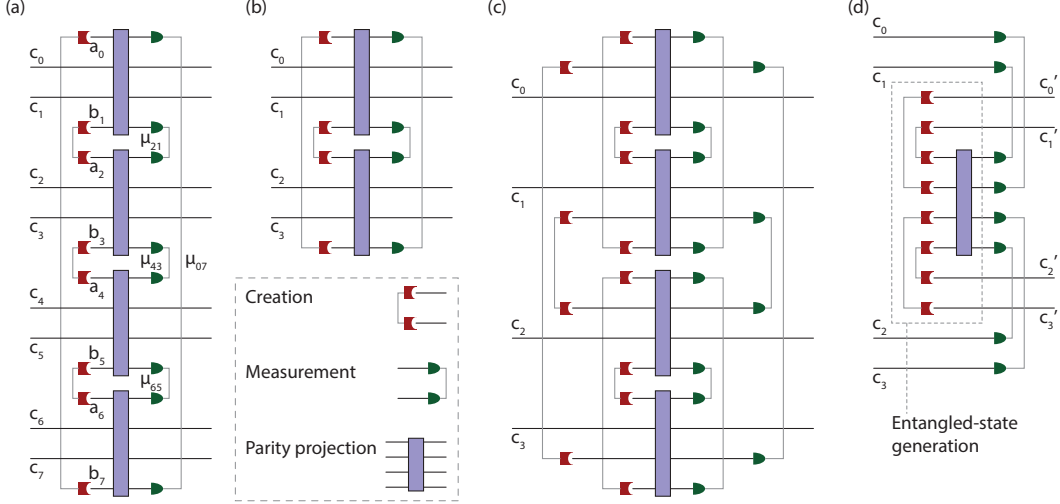 (a)
a₀
c₀
c₁
b₁
μ₂₁
a₂
c₂
c₃
b₃
μ₄₃
μ₀₇
a₄
c₄
c₅
b₅
μ₆₅
a₆
c₆
c₇
b₇
(b)
c₀
c₁
c₂
c₃
Creation
Measurement
Parity projection
(c)
c₀
c₁
c₂
c₃
(d)
c₀
c₁
c₀′
c₁′
c₂′
c₃′
c₂
c₃
Entangled-state
generation